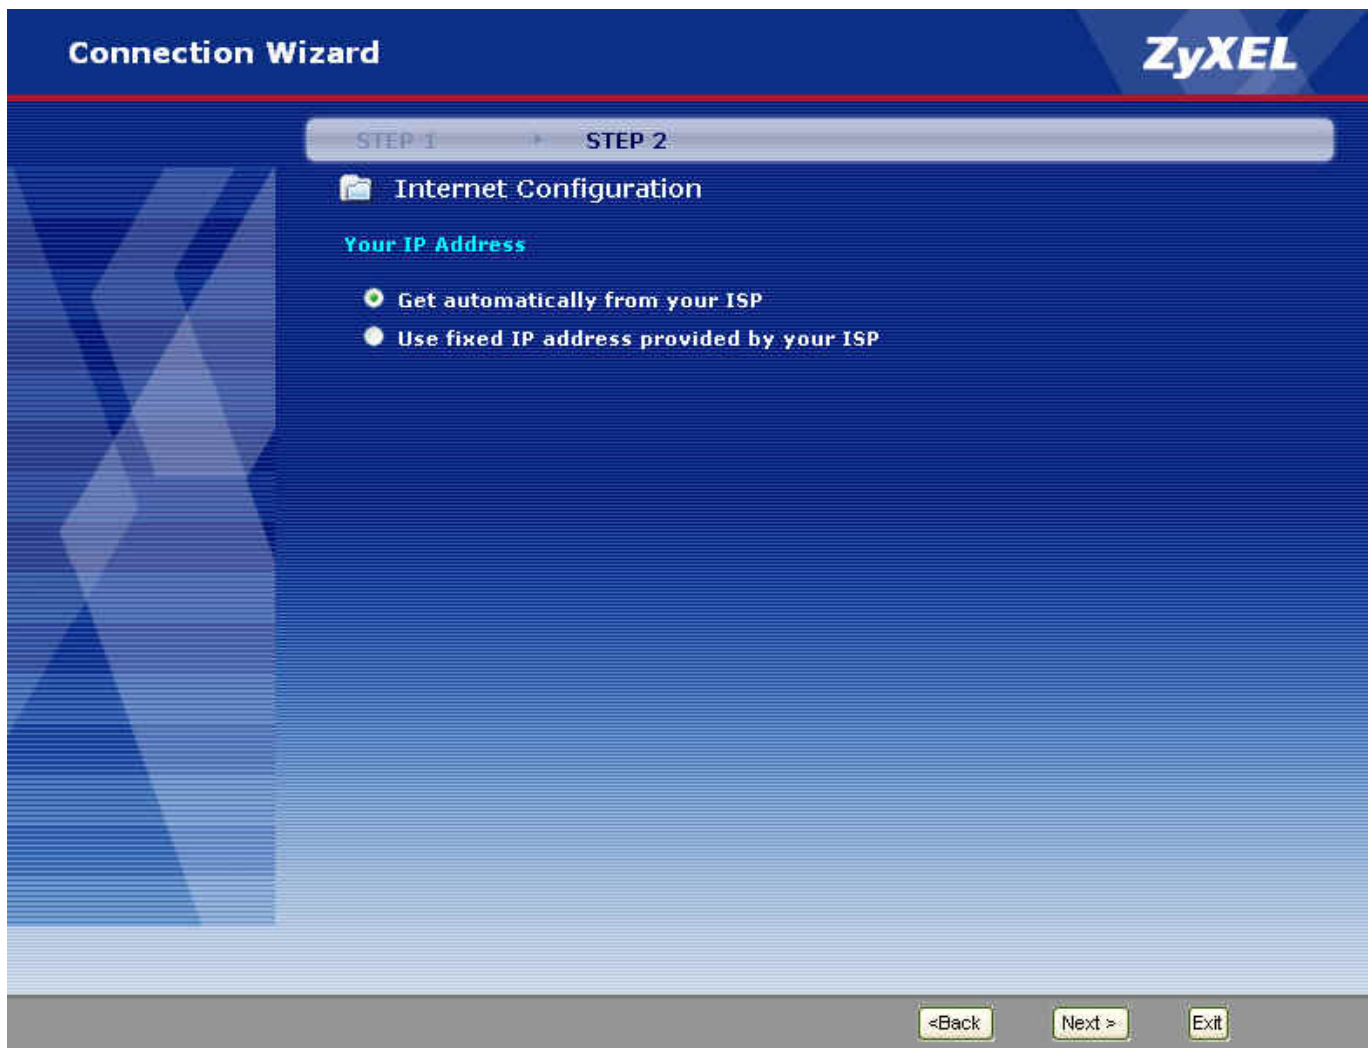 Connection Wizard
ZyXEL
STEP 1 STEP 2
Internet Configuration
Your IP Address
Get automatically from your ISP
Use fixed IP address provided by your ISP
<Back Next > Exit